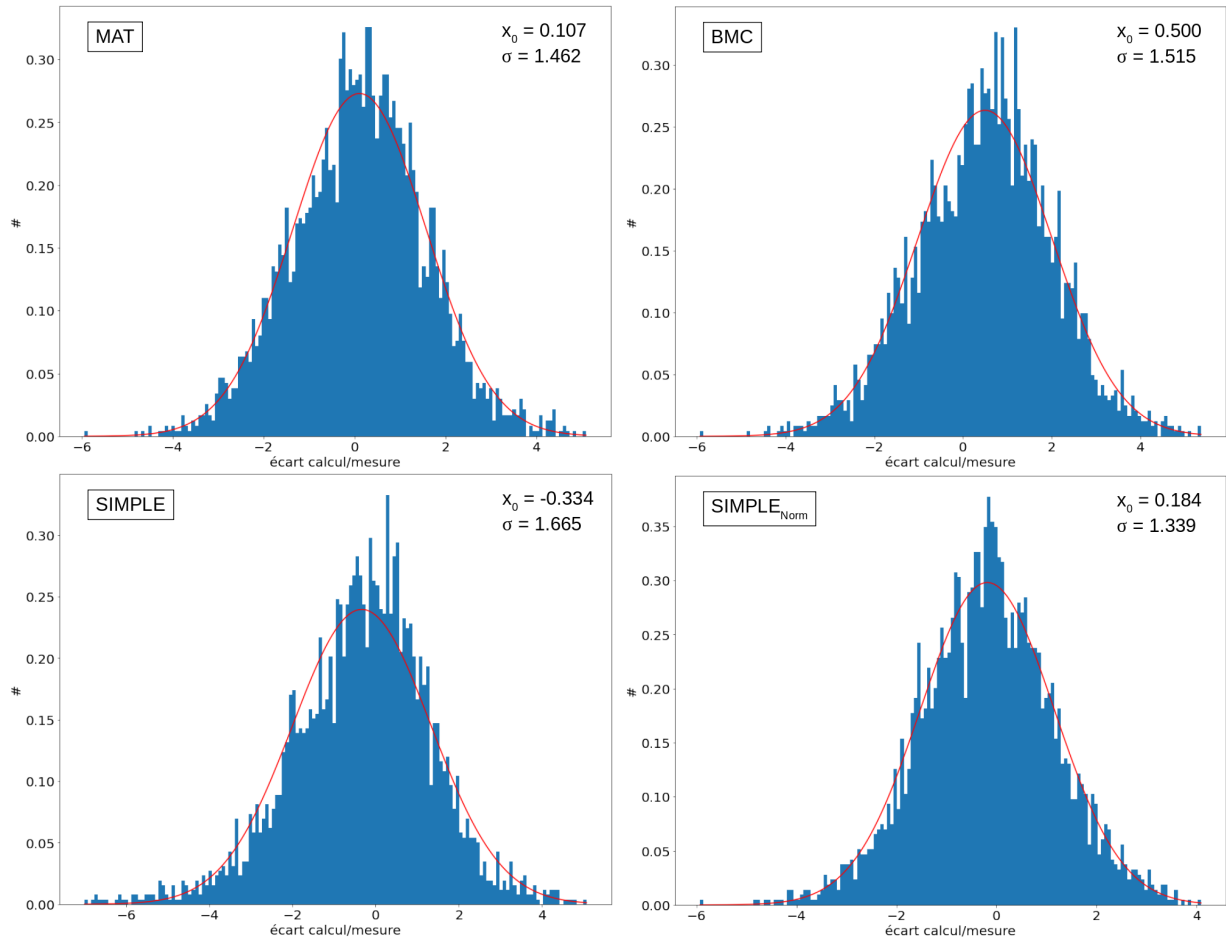 MAT
x0 = 0.107
σ = 1.462
0.30
0.25
0.20
0.15
0.10
0.05
0.00
#
−6 −4 −2 0 2 4
écart calcul/mesure
BMC
x0 = 0.500
σ = 1.515
0.30
0.25
0.20
0.15
0.10
0.05
0.00
#
−6 −4 −2 0 2 4
écart calcul/mesure
SIMPLE
x0 = -0.334
σ = 1.665
0.30
0.25
0.20
0.15
0.10
0.05
0.00
#
−6 −4 −2 0 2 4
écart calcul/mesure
SIMPLENorm
x0 = 0.184
σ = 1.339
0.35
0.30
0.25
0.20
0.15
0.10
0.05
0.00
#
−6 −4 −2 0 2 4
écart calcul/mesure